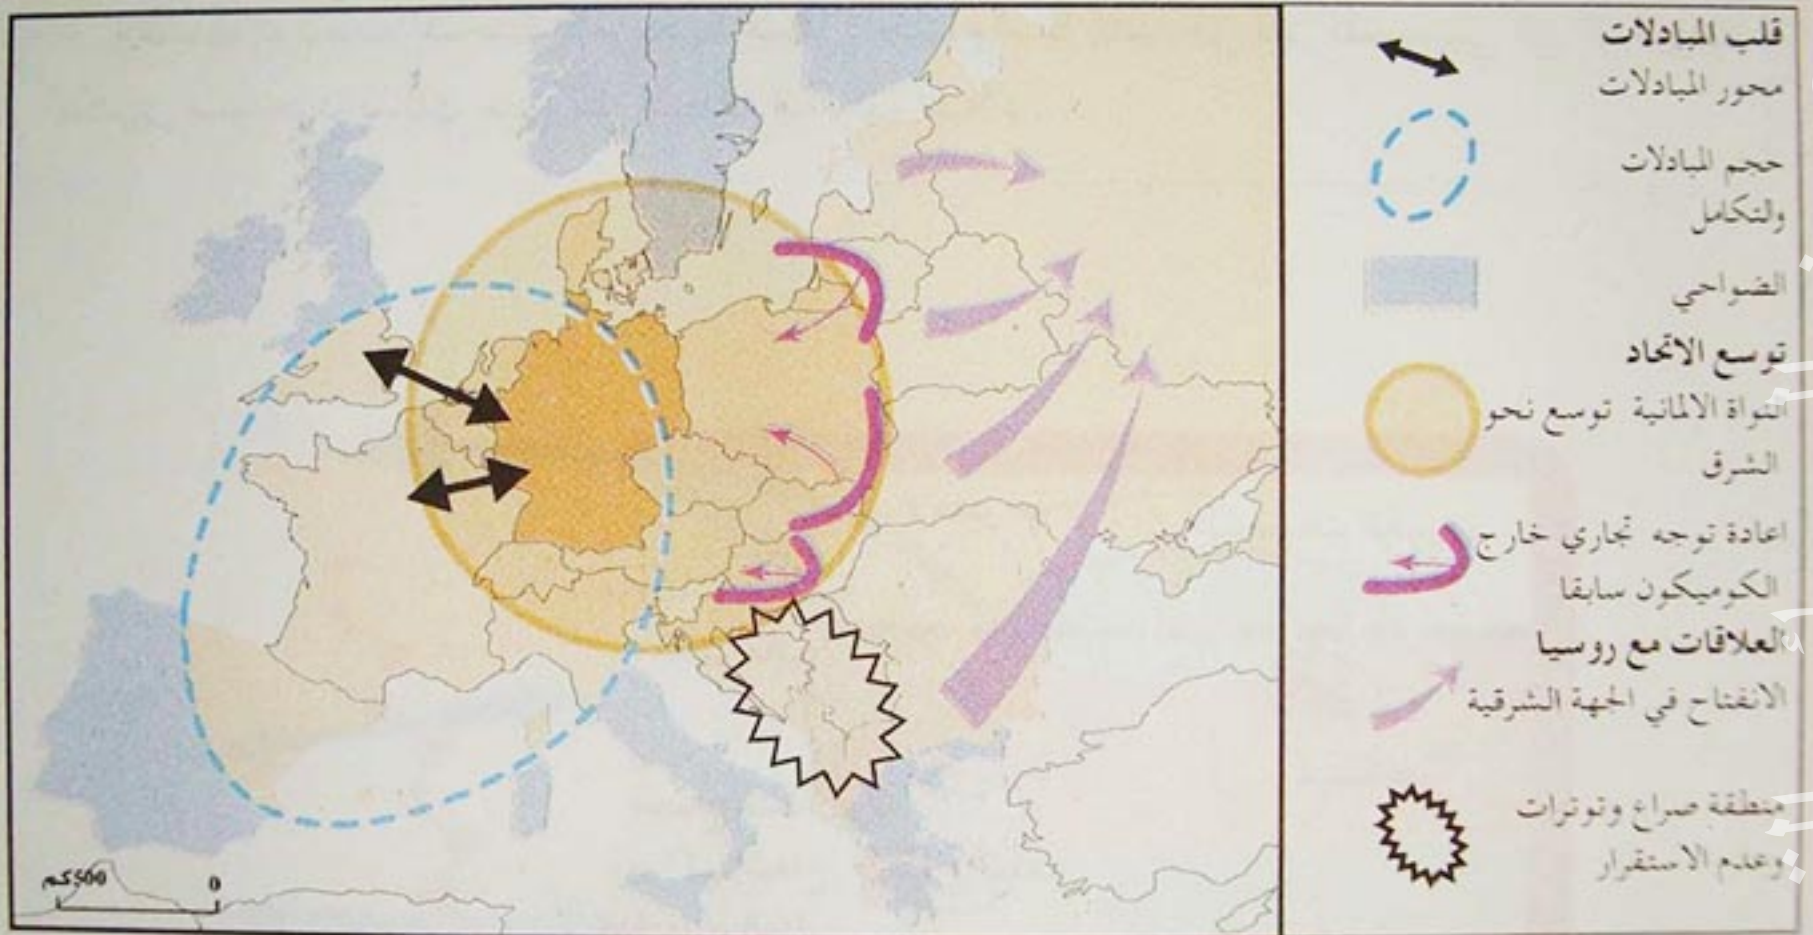 قلب المبادلات
محور المبادلات
حجم المبادلات
والتكامل
الضواحي
توسع الاتحاد
النواة الالمانية توسع نحو
الشرق
اعادة توجه تجاري خارج
الكوميكون سابقا
العلاقات مع روسيا
الانفتاح في الجهة الشرقية
منطقة صراع وتوترات
وعدم الاستقرار
500كم 0